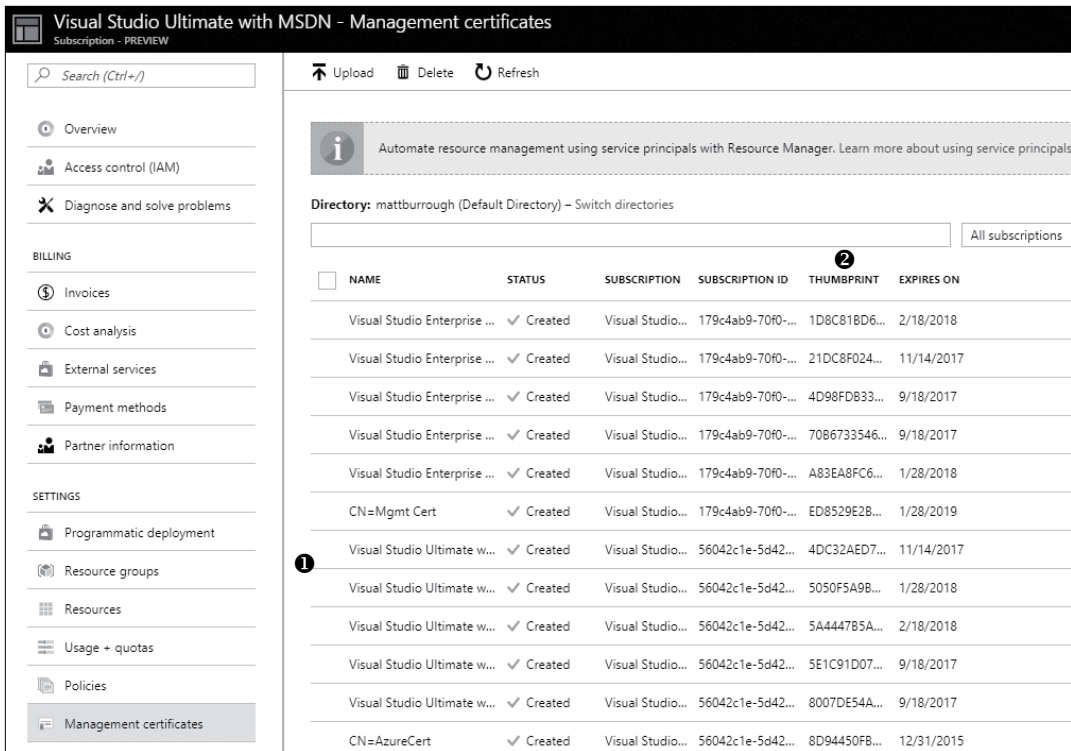 Visual Studio Ultimate with MSDN - Management certificates
Subscription - PREVIEW
Search (Ctrl+/)
Overview
Access control (IAM)
Diagnose and solve problems
BILLING
Invoices
Cost analysis
External services
Payment methods
Partner information
SETTINGS
Programmatic deployment
Resource groups
Resources
Usage + quotas
Policies
Management certificates
Upload Delete Refresh
Automate resource management using service principals with Resource Manager. Learn more about using service principals
Directory: mattburrough (Default Directory) – Switch directories
All subscriptions
❷
NAME STATUS SUBSCRIPTION SUBSCRIPTION ID THUMBPRINT EXPIRES ON
Visual Studio Enterprise ... Created Visual Studio... 179c4ab9-70f0-... 1D8C81BD6... 2/18/2018
Visual Studio Enterprise ... Created Visual Studio... 179c4ab9-70f0-... 21DC8F024... 11/14/2017
Visual Studio Enterprise ... Created Visual Studio... 179c4ab9-70f0-... 4D98FDB33... 9/18/2017
Visual Studio Enterprise ... Created Visual Studio... 179c4ab9-70f0-... 70B6733546... 9/18/2017
Visual Studio Enterprise ... Created Visual Studio... 179c4ab9-70f0-... A83EA8FC6... 1/28/2018
CN=Mgmt Cert Created Visual Studio... 179c4ab9-70f0-... ED8529E2B... 1/28/2019
❶
Visual Studio Ultimate w... Created Visual Studio... 56042c1e-5d42... 4DC32AED7... 11/14/2017
Visual Studio Ultimate w... Created Visual Studio... 56042c1e-5d42... 5050F5A9B... 1/28/2018
Visual Studio Ultimate w... Created Visual Studio... 56042c1e-5d42... 5A4447B5A... 2/18/2018
Visual Studio Ultimate w... Created Visual Studio... 56042c1e-5d42... 5E1C91D07... 9/18/2017
Visual Studio Ultimate w... Created Visual Studio... 56042c1e-5d42... 8007DE54A... 9/18/2017
CN=AzureCert Created Visual Studio... 56042c1e-5d42... 8D94450FB... 12/31/2015